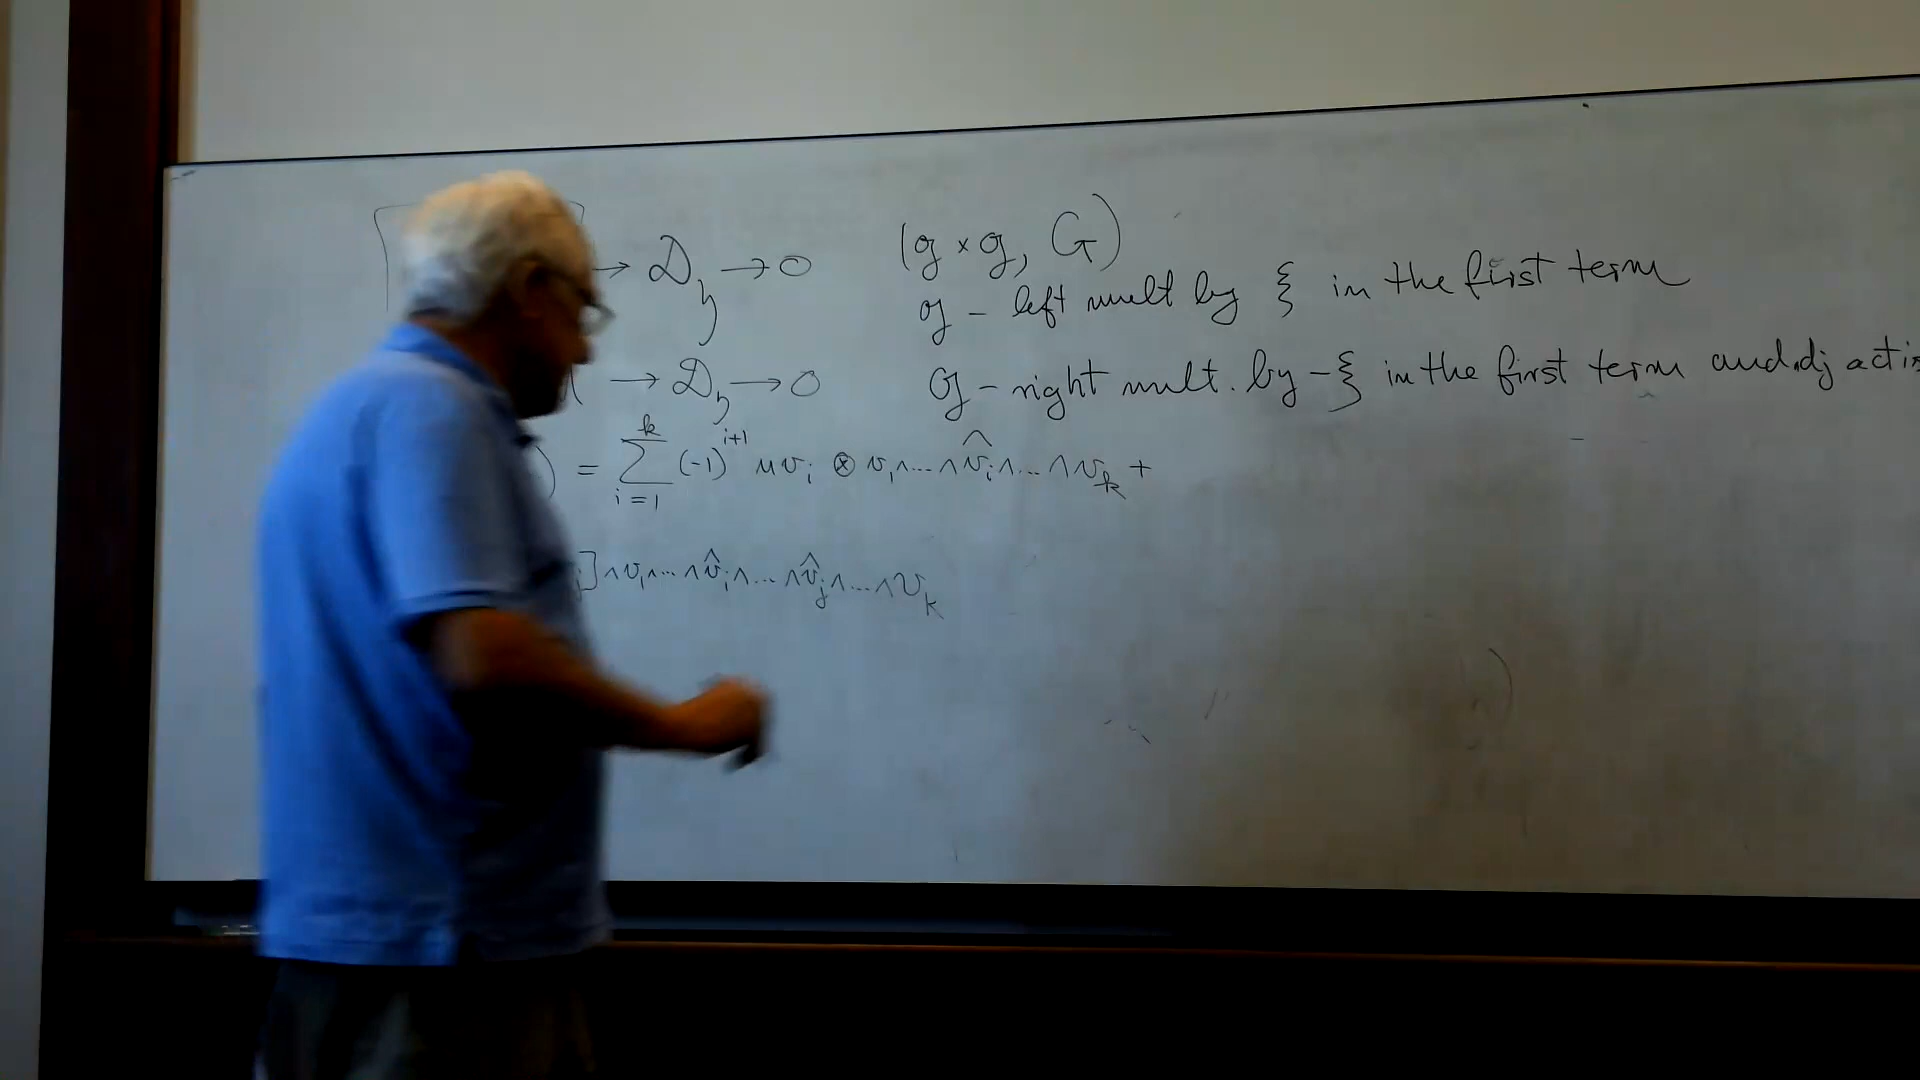 → 𝒟_𝔥 → 0 (𝔤 × 𝔤, G)
𝔤 – left mult by ξ in the first term
→ 𝒟_𝔥 → 0 𝔤 – right mult. by -ξ in the first term and adj
) = ∑_{i=1}^{k} (-1)^{i+1} u v_i ⊗ v_1 ∧ ... ∧ v̂_i ∧ ... ∧ v_k +
] ∧ v_1 ∧ ... ∧ v̂_i ∧ ... ∧ v̂_j ∧ ... ∧ v_k